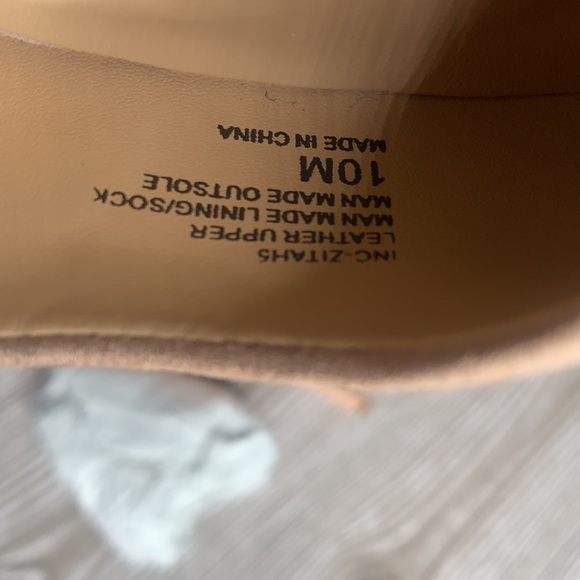 INC-ZITAH5
LEATHER UPPER
MAN MADE LINING/SOCK
MAN MADE OUTSOLE
10M
MADE IN CHINA